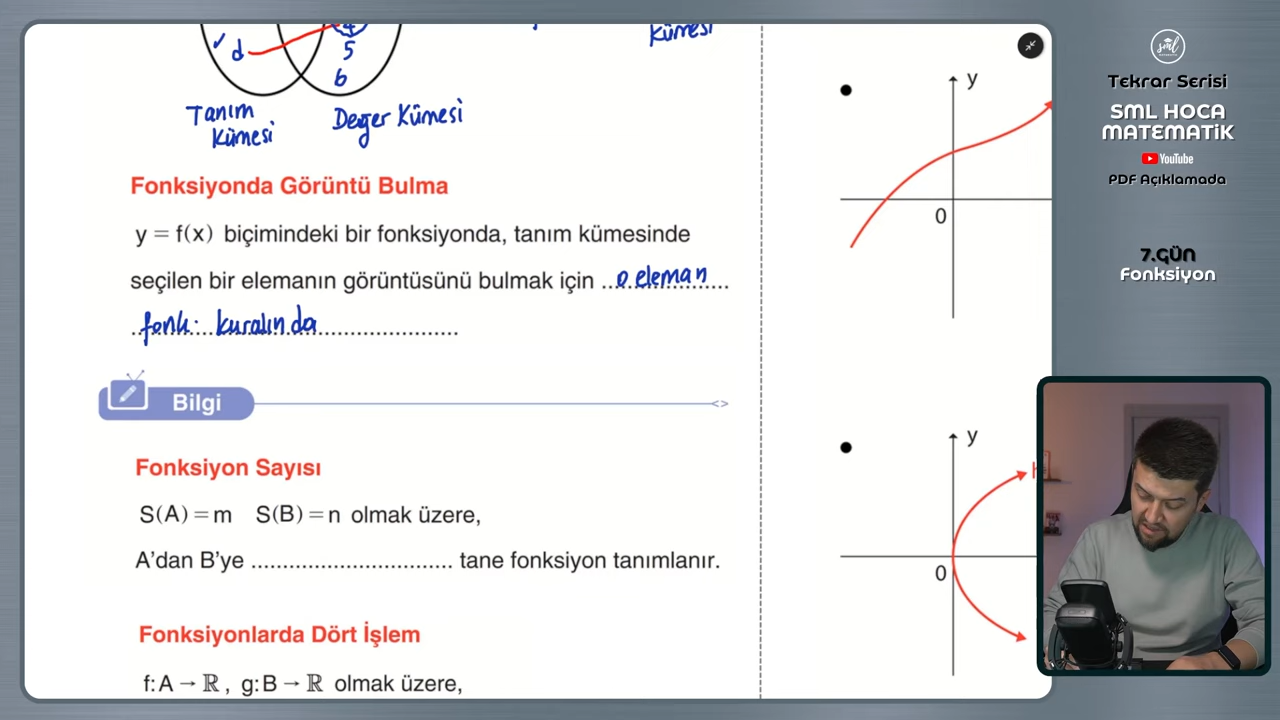 d
5
6
Tanım
Kümesi
Değer Kümesi
Kümesi
Fonksiyonda Görüntü Bulma
y = f(x) biçimindeki bir fonksiyonda, tanım kümesinde
seçilen bir elemanın görüntüsünü bulmak için ...o eleman...
fonk. kuralında
Bilgi
Fonksiyon Sayısı
S(A) = m S(B) = n olmak üzere,
A’dan B’ye ................................ tane fonksiyon tanımlanır.
Fonksiyonlarda Dört İşlem
f: A → ℝ , g: B → ℝ olmak üzere,
y
0
y
0
sml
Tekrar Serisi
SML HOCA
MATEMATİK
YouTube
PDF Açıklamada
7.GÜN
Fonksiyon